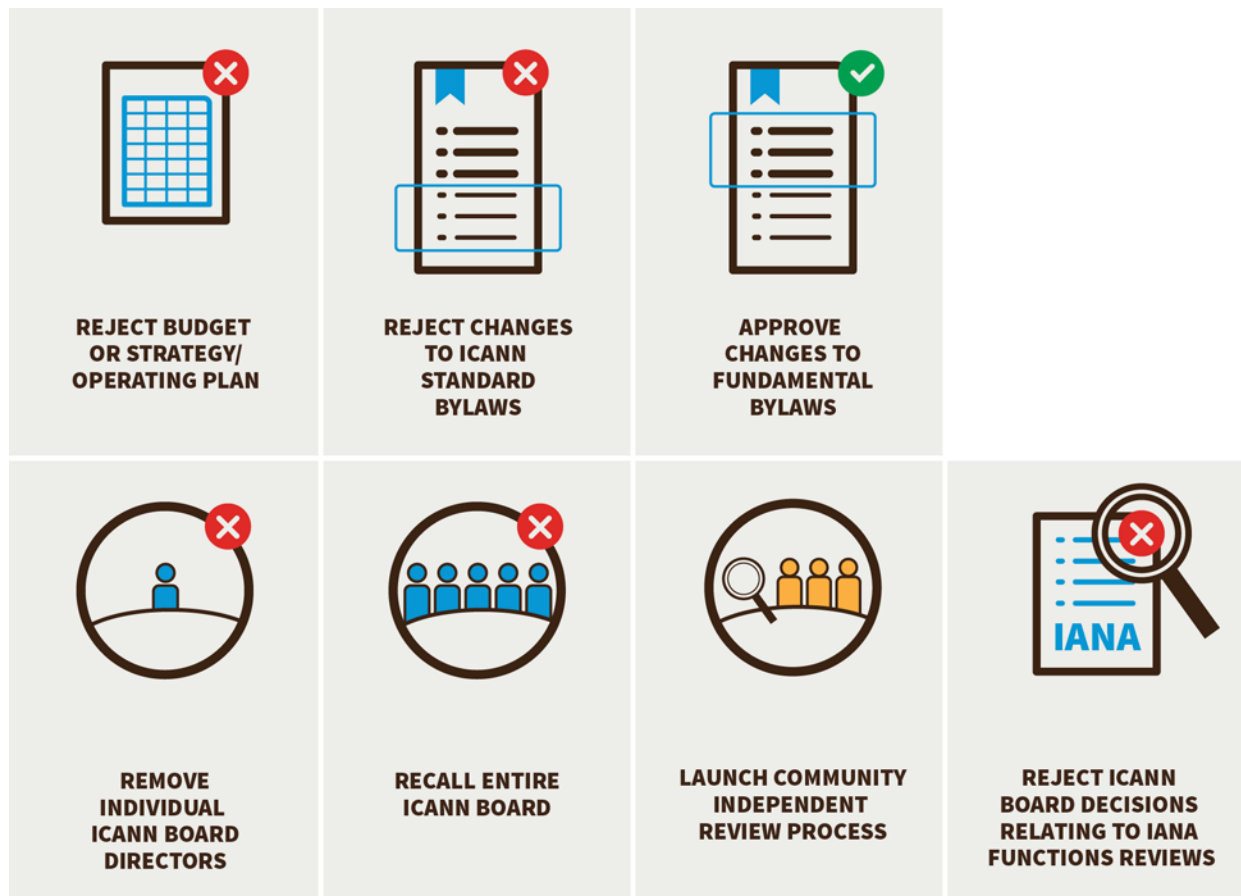 REJECT BUDGET
OR STRATEGY/
OPERATING PLAN
REJECT CHANGES
TO ICANN
STANDARD
BYLAWS
APPROVE
CHANGES TO
FUNDAMENTAL
BYLAWS
REMOVE
INDIVIDUAL
ICANN BOARD
DIRECTORS
RECALL ENTIRE
ICANN BOARD
LAUNCH COMMUNITY
INDEPENDENT
REVIEW PROCESS
IANA
REJECT ICANN
BOARD DECISIONS
RELATING TO IANA
FUNCTIONS REVIEWS